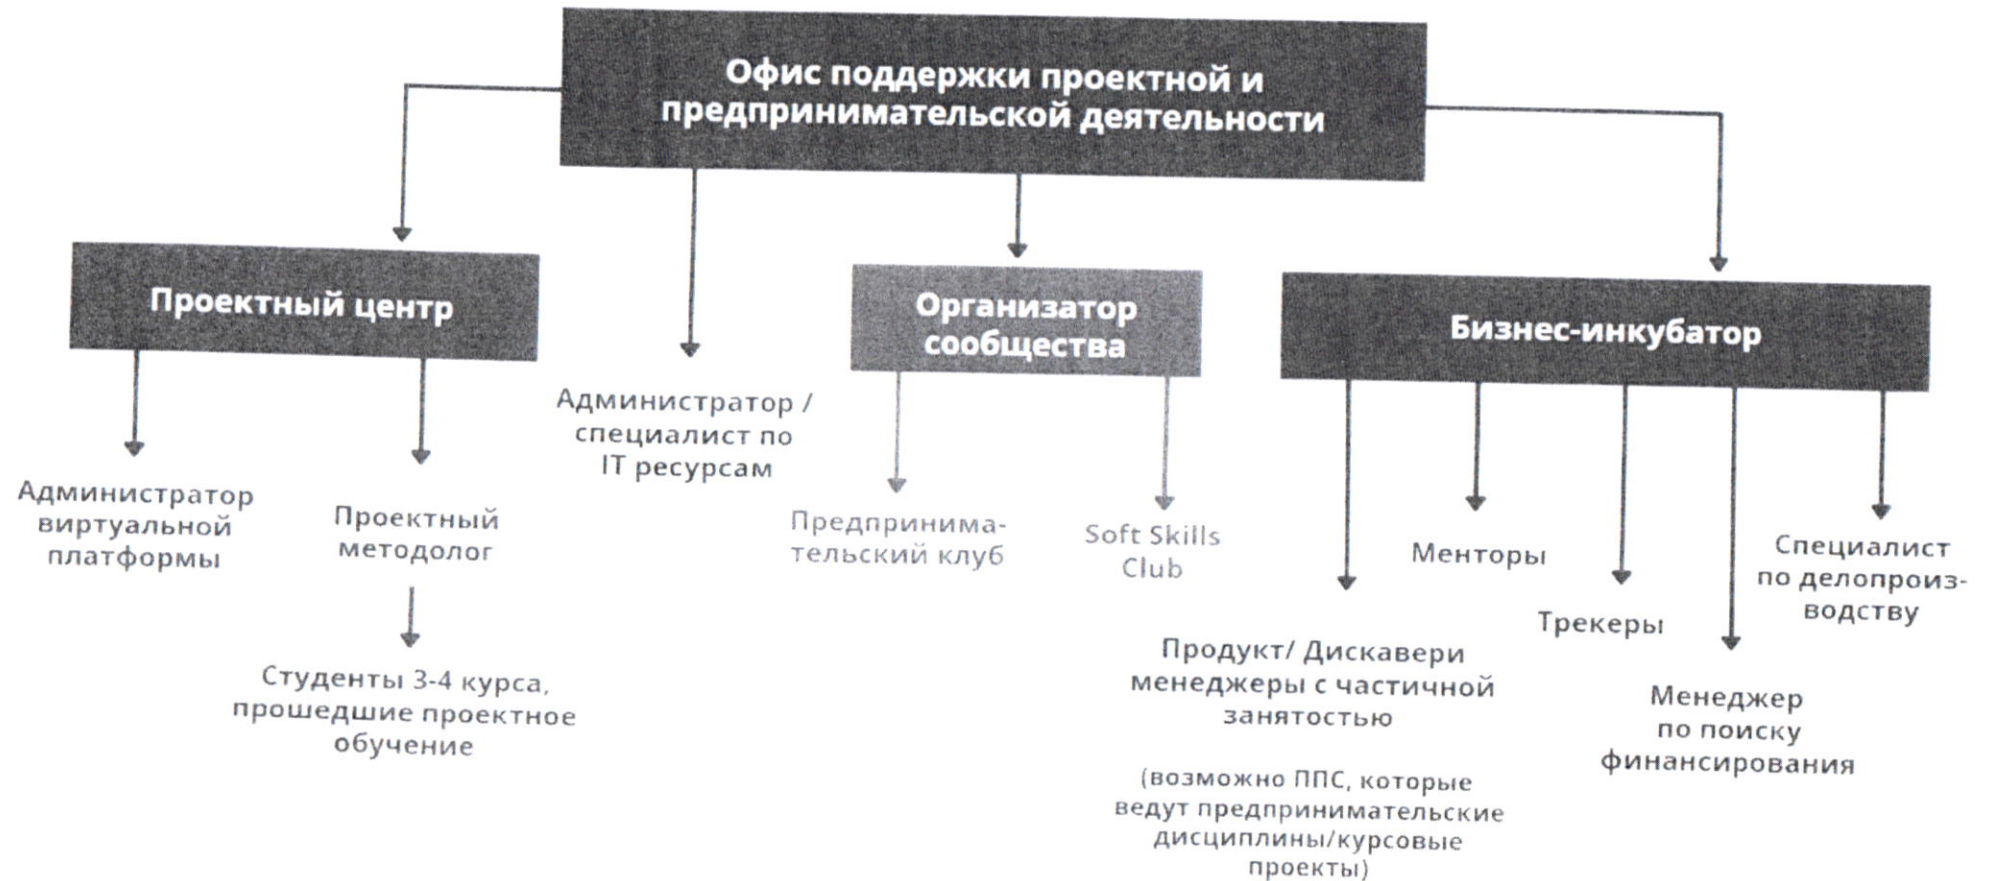 Офис поддержки проектной и
предпринимательской деятельности
Проектный центр
Организатор
сообщества
Бизнес-инкубатор
Администратор
виртуальной
платформы
Проектный
методолог
Студенты 3-4 курса,
прошедшие проектное
обучение
Администратор /
специалист по
IT ресурсам
Предпринима-
тельский клуб
Soft Skills
Club
Продукт/ Дискавери
менеджеры с частичной
занятостью
(возможно ППС, которые
ведут предпринимательские
дисциплины/курсовые
проекты)
Менторы
Трекеры
Менеджер
по поиску
финансирования
Специалист
по делопроиз-
водству